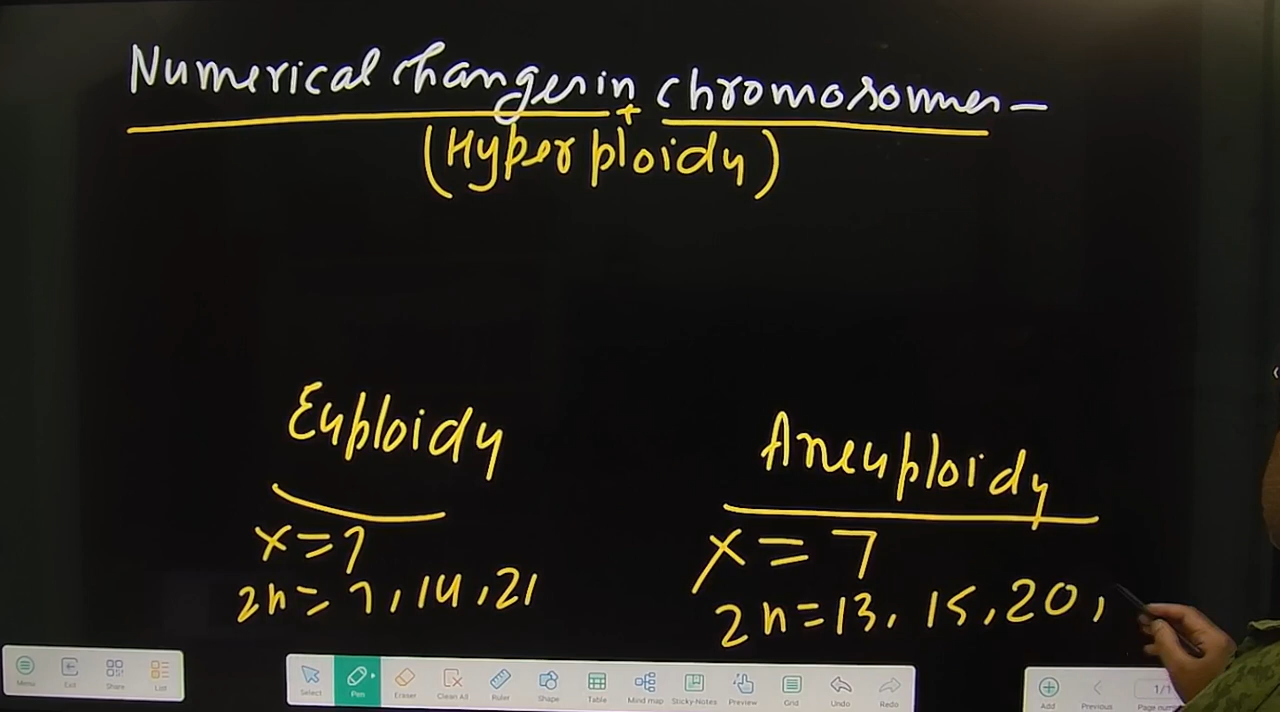 Numerical changes in chromosomes —
+
(Hyperploidy)
Euploidy
x = 7
2n = 7, 14, 21
Aneuploidy
x = 7
2n = 13, 15, 20,
Menu
Exit
Share
List
Select
Pen
Eraser
Clean All
Ruler
Shape
Table
Mind map
Sticky-Notes
Preview
Grid
Undo
Redo
Add
Previous
1/1